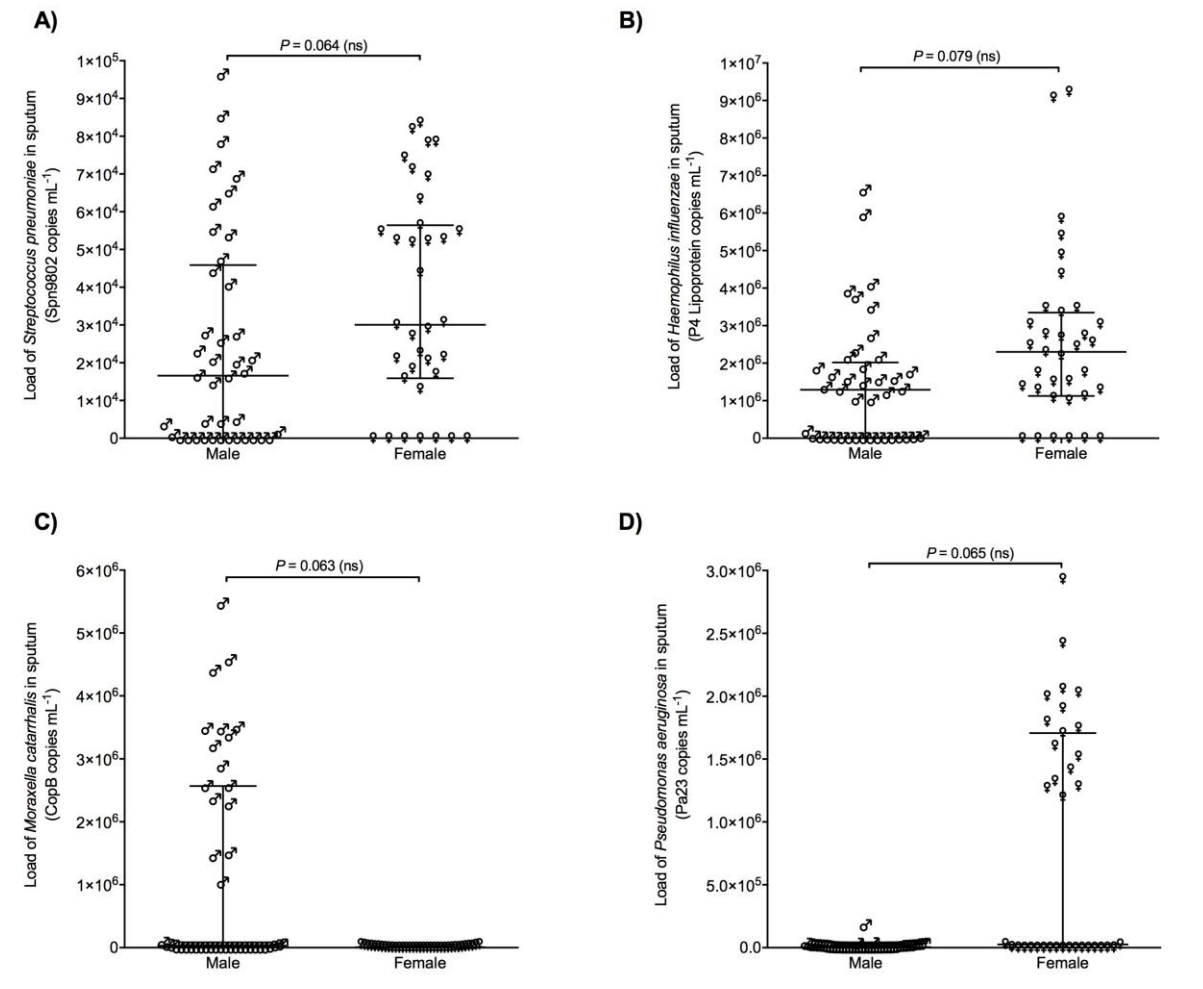 A)
P = 0.064 (ns)
Load of Streptococcus pneumoniae in sputum
(Spn9802 copies mL⁻¹)
1×10⁵
9×10⁴
8×10⁴
7×10⁴
6×10⁴
5×10⁴
4×10⁴
3×10⁴
2×10⁴
1×10⁴
0
Male Female
B)
P = 0.079 (ns)
Load of Haemophilus influenzae in sputum
(P4 Lipoprotein copies mL⁻¹)
1×10⁷
9×10⁶
8×10⁶
7×10⁶
6×10⁶
5×10⁶
4×10⁶
3×10⁶
2×10⁶
1×10⁶
0
Male Female
C)
P = 0.063 (ns)
Load of Moraxella catarrhalis in sputum
(CopB copies mL⁻¹)
6×10⁶
5×10⁶
4×10⁶
3×10⁶
2×10⁶
1×10⁶
0
Male Female
D)
P = 0.065 (ns)
Load of Pseudomonas aeruginosa in sputum
(Pa23 copies mL⁻¹)
3.0×10⁶
2.5×10⁶
2.0×10⁶
1.5×10⁶
1.0×10⁶
5.0×10⁵
0.0
Male Female